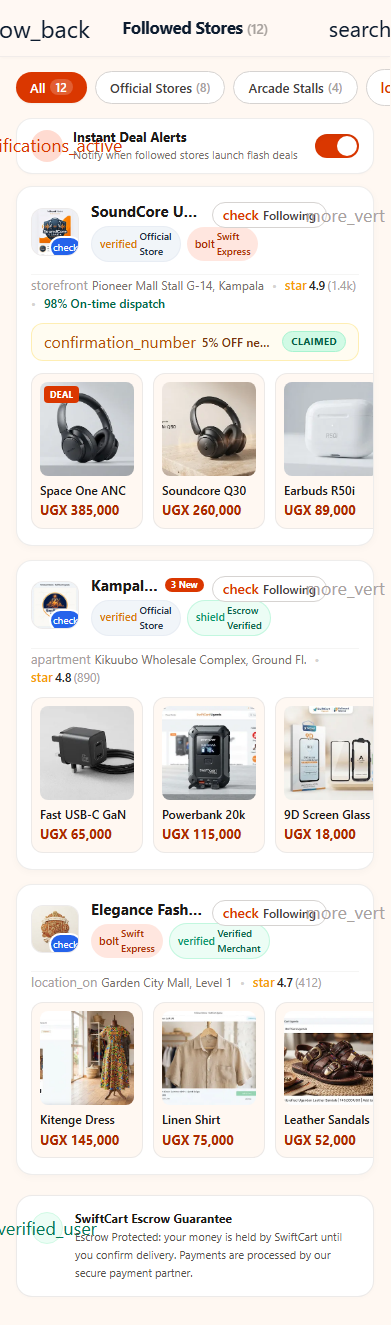 ow_back Followed Stores (12) search
All 12 Official Stores (8) Arcade Stalls (4) lo
ifications_active Instant Deal Alerts
Notify when followed stores launch flash deals
SoundCore U... check Following more_vert
check verified Official Store bolt Swift Express
storefront Pioneer Mall Stall G-14, Kampala • star 4.9 (1.4k)
• 98% On-time dispatch
confirmation_number 5% OFF ne... CLAIMED
DEAL
Space One ANC Soundcore Q30 Earbuds R50i
UGX 385,000 UGX 260,000 UGX 89,000
Kampal... 3 New check Following more_vert
check verified Official Store shield Escrow Verified
apartment Kikuubo Wholesale Complex, Ground Fl. •
star 4.8 (890)
Fast USB-C GaN Powerbank 20k 9D Screen Glass
UGX 65,000 UGX 115,000 UGX 18,000
Elegance Fash... check Following more_vert
check bolt Swift Express verified Verified Merchant
location_on Garden City Mall, Level 1 • star 4.7 (412)
Kitenge Dress Linen Shirt Leather Sandals
UGX 145,000 UGX 75,000 UGX 52,000
verified_user SwiftCart Escrow Guarantee
Escrow Protected: your money is held by SwiftCart until
you confirm delivery. Payments are processed by our
secure payment partner.